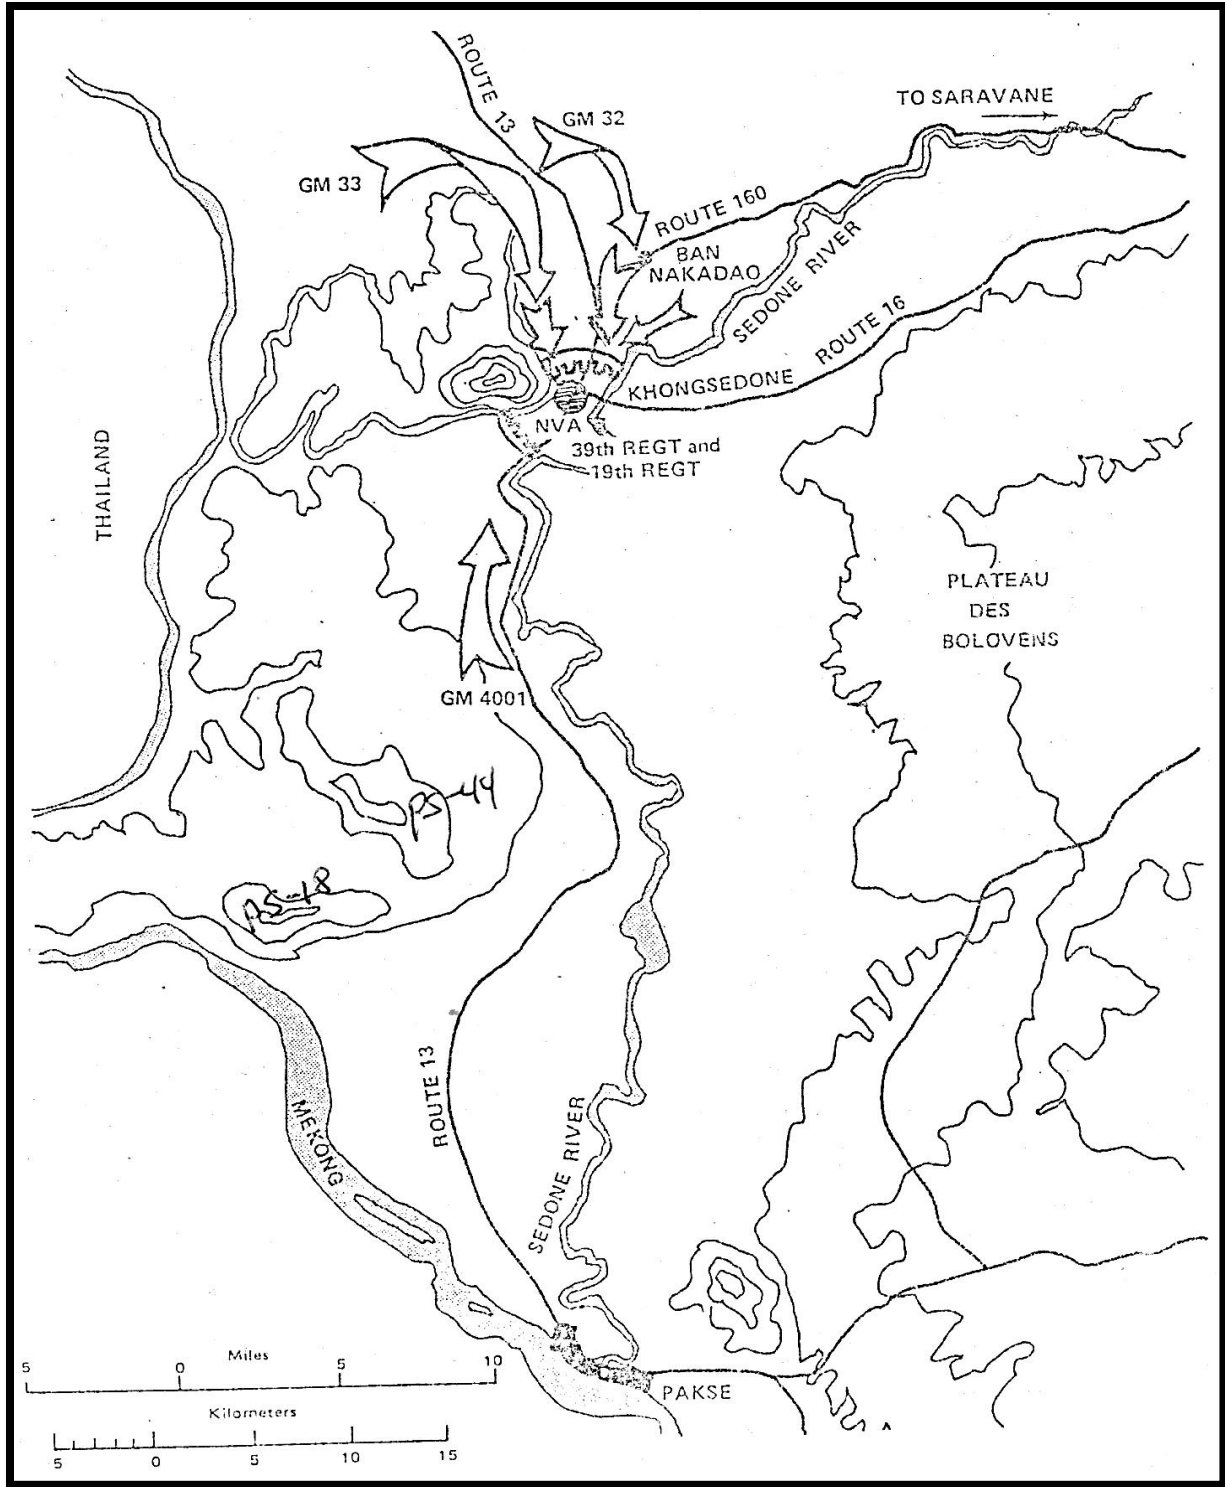 ROUTE 13
TO SARAVANE
GM 32
GM 33
ROUTE 160
BAN
NAKADAO
SEDONE RIVER
ROUTE 16
KHONGSEDONE
NVA
39th REGT and
19th REGT
THAILAND
PLATEAU
DES
BOLOVENS
GM 4001
PS-44
PS-18
MEKONG
ROUTE 13
SEDONE RIVER
PAKSE
Miles
5 0 5 10
Kilometers
5 0 5 10 15